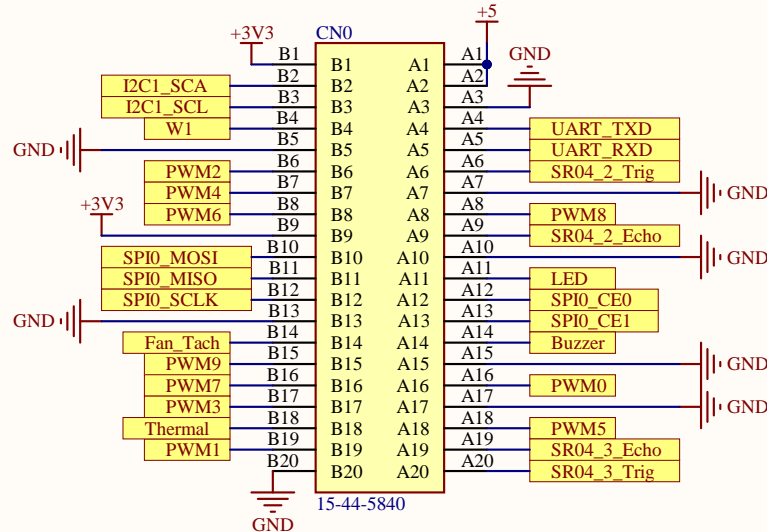 +5
CN0
+3V3
GND
B1 B1 A1 A1
I2C1_SCA B2 B2 A2 A2
I2C1_SCL B3 B3 A3 A3
W1 B4 B4 A4 A4 UART_TXD
GND B5 B5 A5 A5 UART_RXD
PWM2 B6 B6 A6 A6 SR04_2_Trig
PWM4 B7 B7 A7 A7 GND
PWM6 B8 B8 A8 A8 PWM8
+3V3 B9 B9 A9 A9 SR04_2_Echo
SPI0_MOSI B10 B10 A10 A10 GND
SPI0_MISO B11 B11 A11 A11 LED
SPI0_SCLK B12 B12 A12 A12 SPI0_CE0
GND B13 B13 A13 A13 SPI0_CE1
Fan_Tach B14 B14 A14 A14 Buzzer
PWM9 B15 B15 A15 A15 GND
PWM7 B16 B16 A16 A16 PWM0
PWM3 B17 B17 A17 A17 GND
Thermal B18 B18 A18 A18 PWM5
PWM1 B19 B19 A19 A19 SR04_3_Echo
B20 B20 A20 A20 SR04_3_Trig
15-44-5840
GND